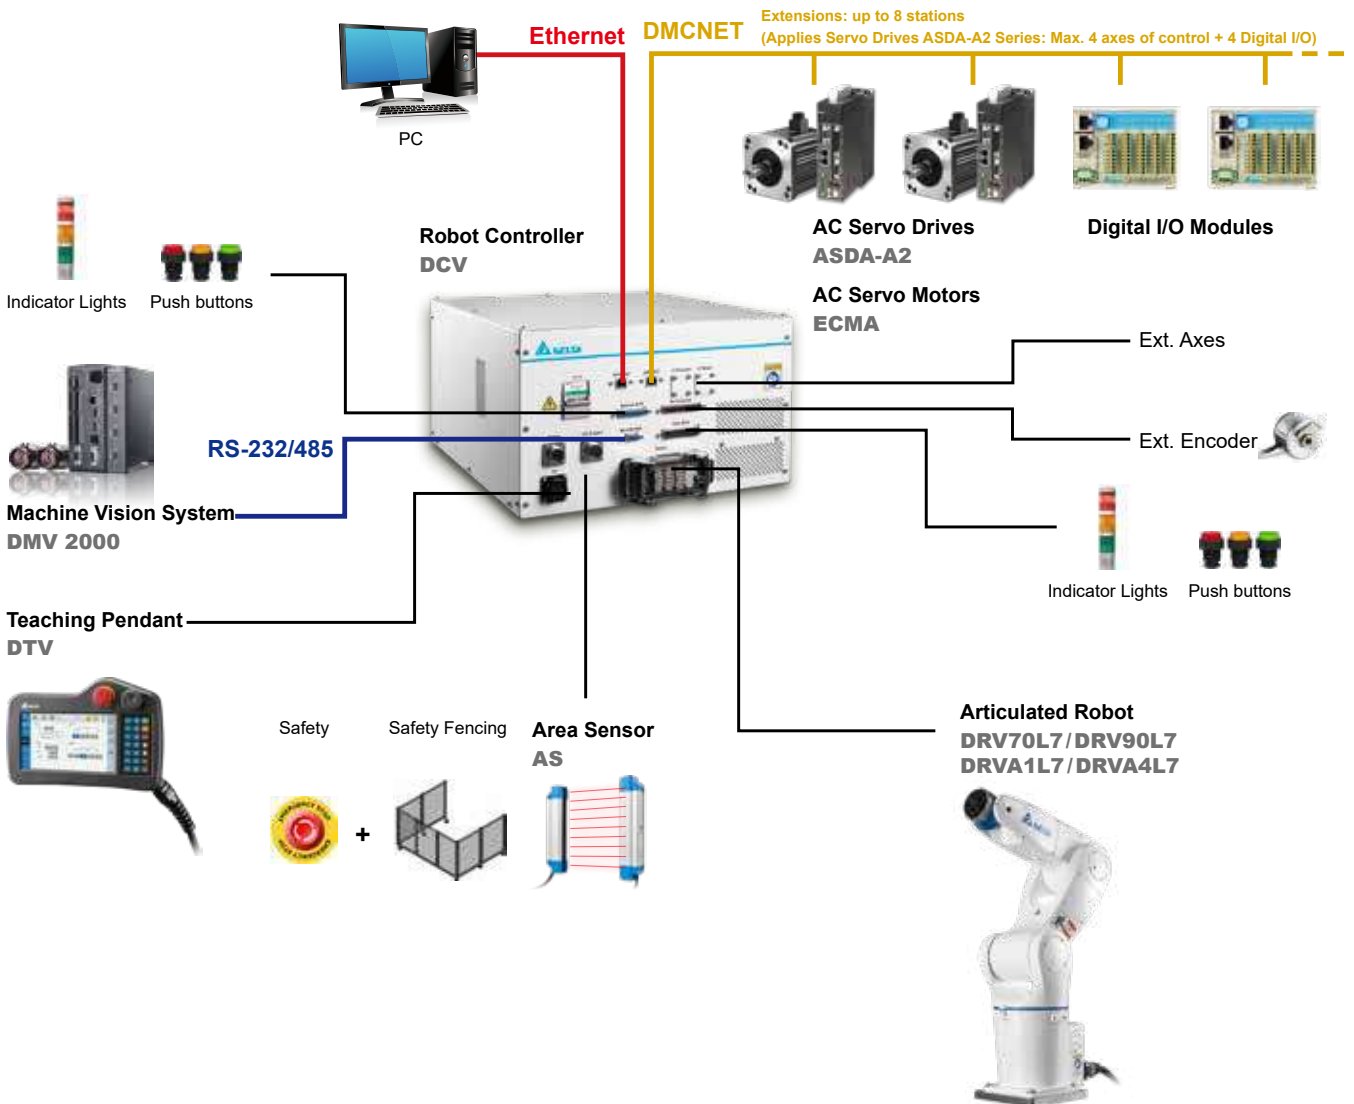 Ethernet
DMCNET
Extensions: up to 8 stations
(Applies Servo Drives ASDA-A2 Series: Max. 4 axes of control + 4 Digital I/O)
PC
Robot Controller
DCV
AC Servo Drives
ASDA-A2
AC Servo Motors
ECMA
Digital I/O Modules
Indicator Lights
Push buttons
Ext. Axes
RS-232/485
Ext. Encoder
Machine Vision System
DMV 2000
Indicator Lights
Push buttons
Teaching Pendant
DTV
Safety
Safety Fencing
+
Area Sensor
AS
Articulated Robot
DRV70L7/DRV90L7
DRVA1L7/DRVA4L7